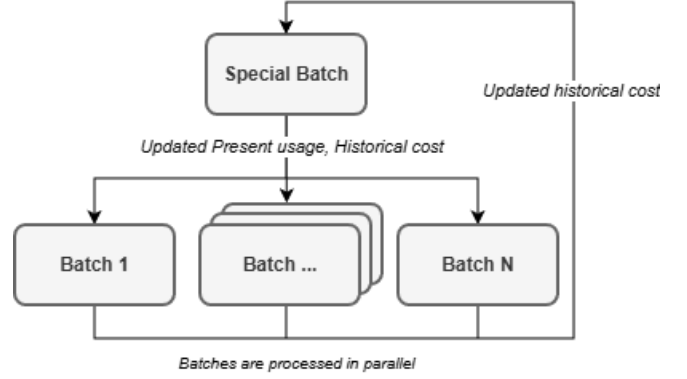 Special Batch
Updated historical cost
Updated Present usage, Historical cost
Batch 1
Batch ...
Batch N
Batches are processed in parallel